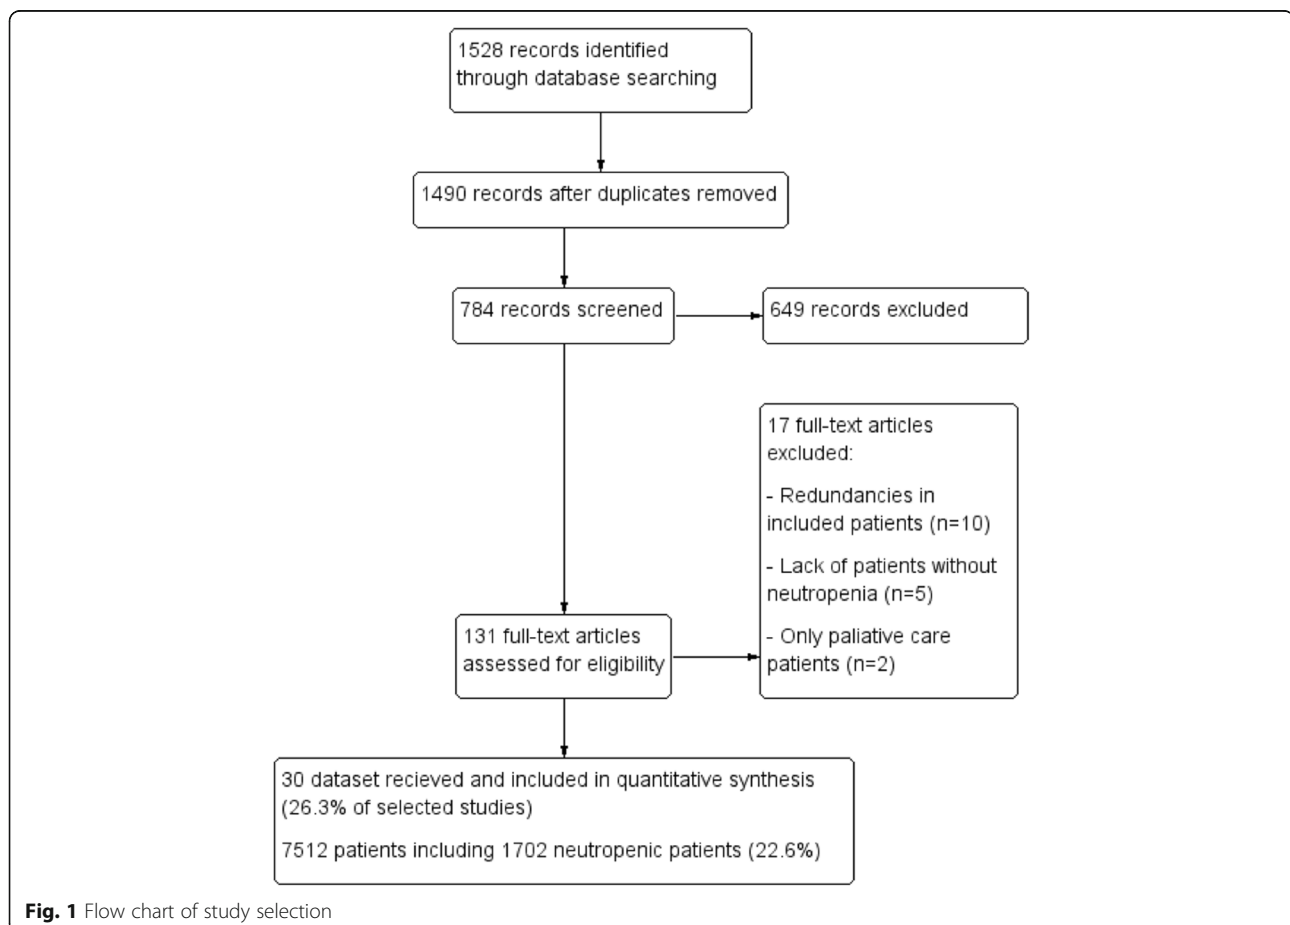 1528 records identified
through database searching
1490 records after duplicates removed
784 records screened
649 records excluded
17 full-text articles
excluded:
- Redundancies in
included patients (n=10)
- Lack of patients without
neutropenia (n=5)
- Only paliative care
patients (n=2)
131 full-text articles
assessed for eligibility
30 dataset recieved and included in quantitative synthesis
(26.3% of selected studies)
7512 patients including 1702 neutropenic patients (22.6%)
Fig. 1 Flow chart of study selection